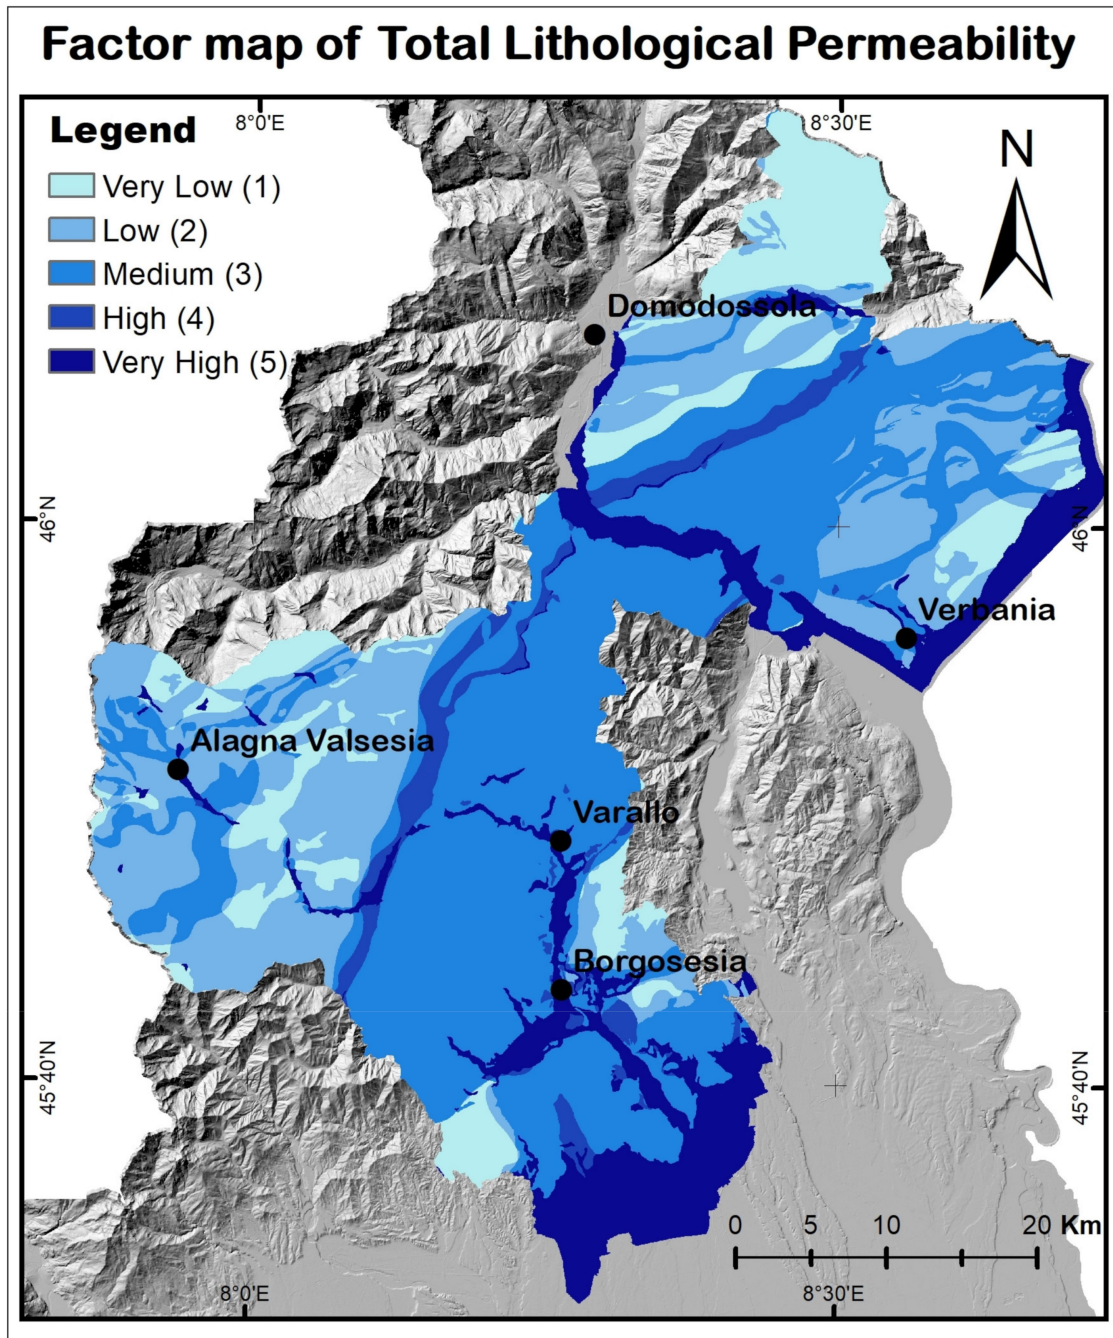 Factor map of Total Lithological Permeability
Legend
Very Low (1)
Low (2)
Medium (3)
High (4)
Very High (5)
8°0'E
8°30'E
N
Domodossola
46°N
46°N
Verbania
Alagna Valsesia
Varallo
Borgosesia
45°40'N
45°40'N
0 5 10 20 Km
8°0'E
8°30'E